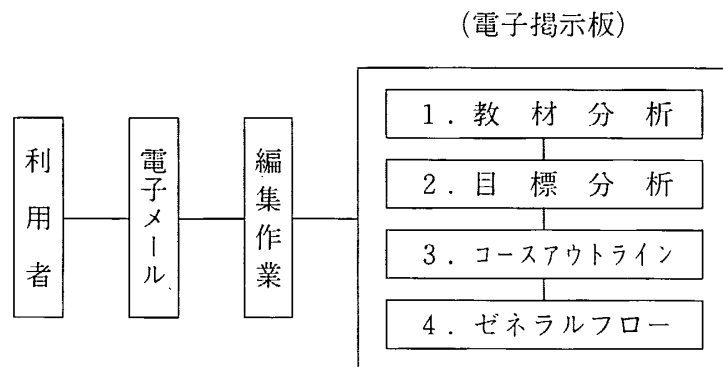 (電子掲示板)
利用者
電子メール
編集作業
1.教材分析
2.目標分析
3.コースアウトライン
4.ゼネラルフロー